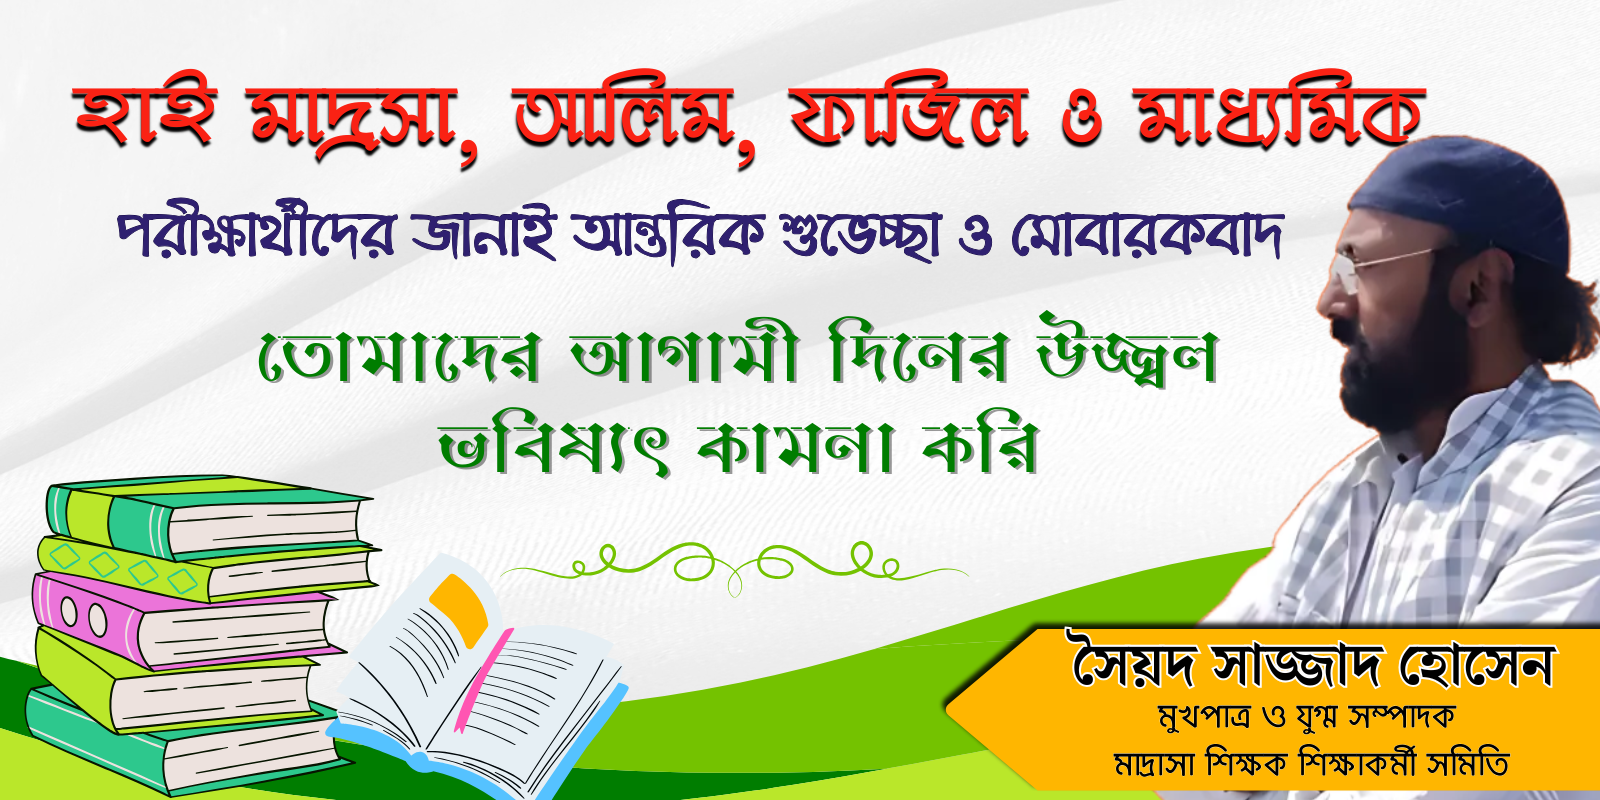 হাই মাদ্রসা, আলিম, ফাজিল ও মাধ্যমিক
পরীক্ষার্থীদের জানাই আন্তরিক শুভেচ্ছা ও মোবারকবাদ
তোমাদের আগামী দিনের উজ্জ্বল
ভবিষ্যৎ কামনা করি
সৈয়দ সাজ্জাদ হোসেন
মুখপাত্র ও যুগ্ম সম্পাদক
মাদ্রাসা শিক্ষক শিক্ষাকর্মী সমিতি